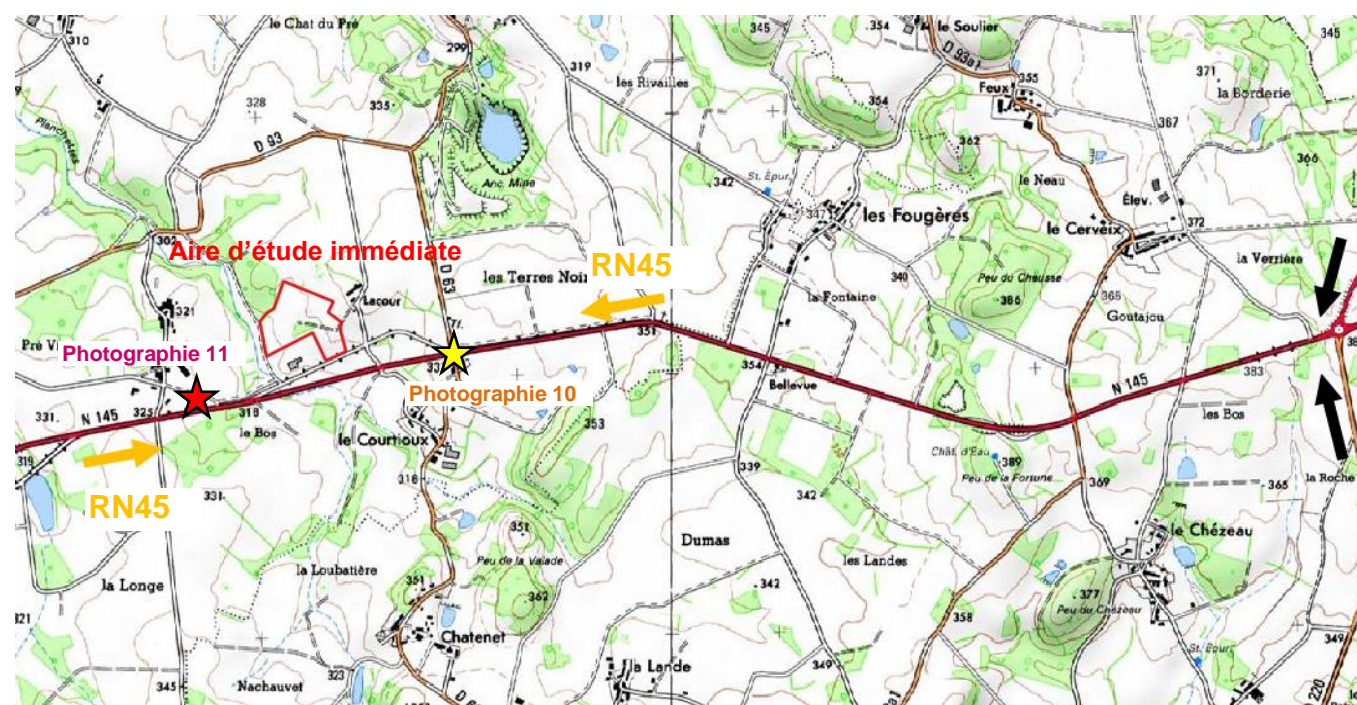 310
le Chat du Pré
299
319
les Rivailles
345
354
le Soulier
D 93a1
355
Feux
371
la Borderie
345
328
335
D 93
Planchettes
354
362
367
366
Anc. Mine
St. Épur.
342
347
les Fougères
le Neau
Élev.
le Cerveix
372
302
Aire d'étude immédiate
D 63
les Terres Noir
RN45
340
Peu du Chausse
386
la Verrière
321
Lacour
la Fontaine
368
Goutajou
Pré V
Photographie 11
351
354
Bellevue
N 145
383
38
Photographie 10
331
N 145
325
318
le Bos
le Courtioux
353
les Bos
319
Chât. d'Eau
389
Peu de la Fortune
RN45
331
316
339
342
369
365
la Roche
351
Peu de la Valade
Dumas
les Landes
le Chézeau
la Longe
la Loubatière
351
362
342
377
Peu du Chézeau
321
358
Chatenet
349
St. Épur.
349
345
Nachauvet
323
la Lande
D 220